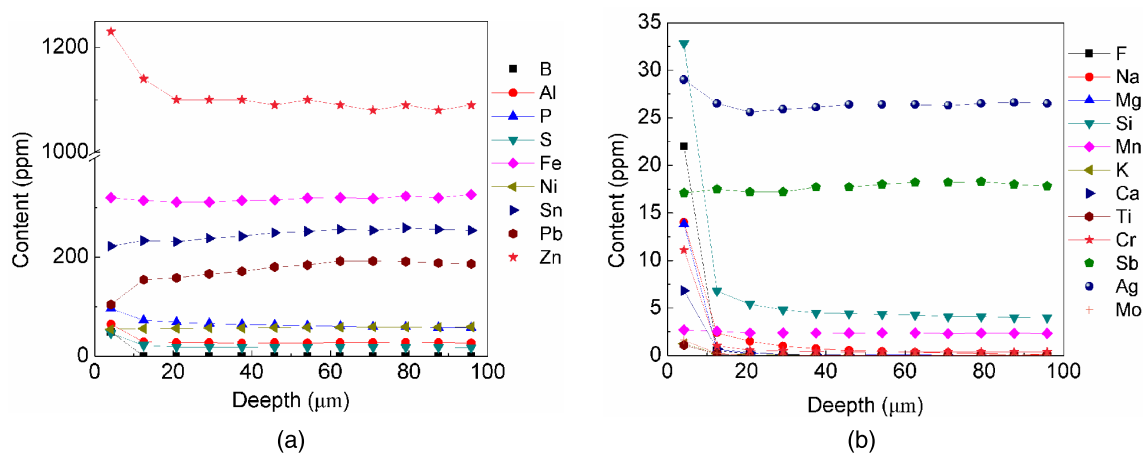 1200
1000
200
0
Content (ppm)
0 20 40 60 80 100
Deepth (μm)
B
Al
P
S
Fe
Ni
Sn
Pb
Zn
(a)
35
30
25
20
15
10
5
0
Content (ppm)
0 20 40 60 80 100
Deepth (μm)
F
Na
Mg
Si
Mn
K
Ca
Ti
Cr
Sb
Ag
Mo
(b)